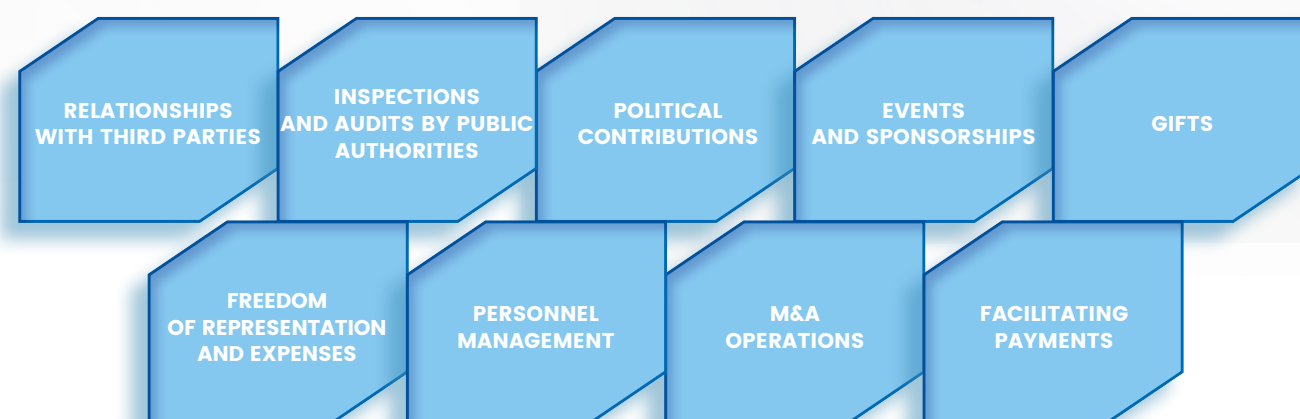 RELATIONSHIPS
WITH THIRD PARTIES
INSPECTIONS
AND AUDITS BY PUBLIC
AUTHORITIES
POLITICAL
CONTRIBUTIONS
EVENTS
AND SPONSORSHIPS
GIFTS
FREEDOM
OF REPRESENTATION
AND EXPENSES
PERSONNEL
MANAGEMENT
M&A
OPERATIONS
FACILITATING
PAYMENTS